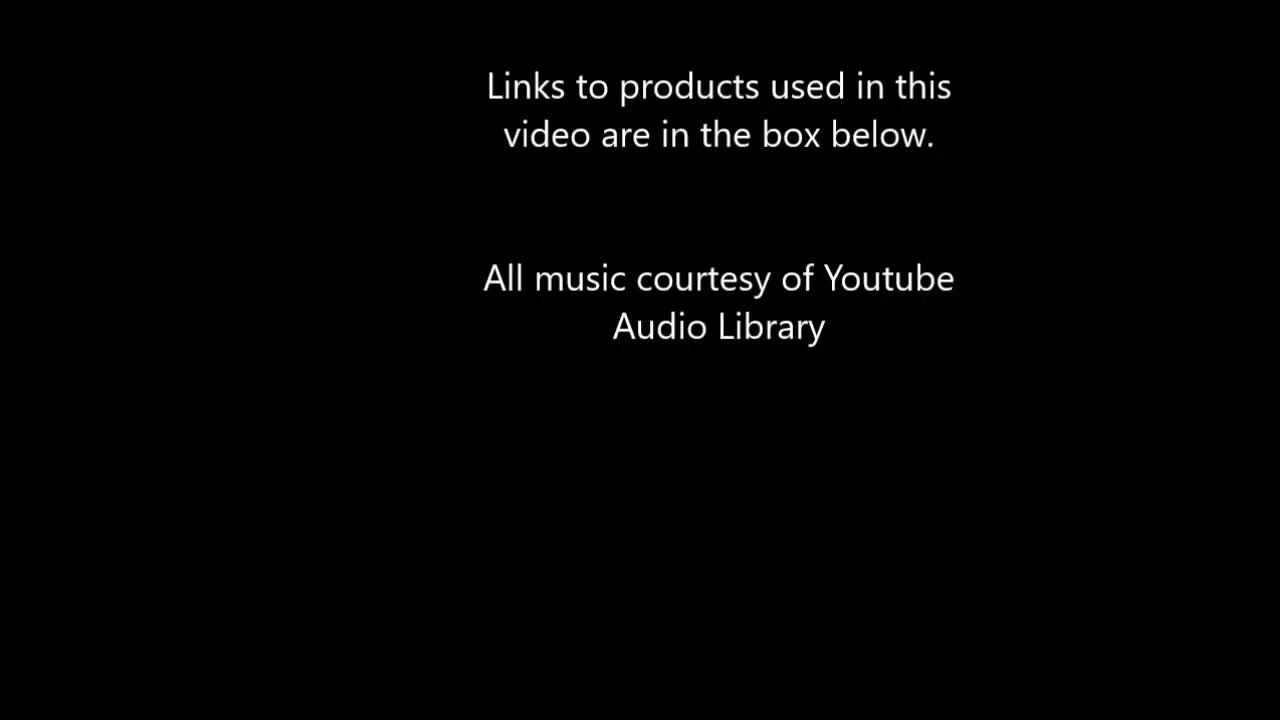 Links to products used in this
video are in the box below.
All music courtesy of Youtube
Audio Library